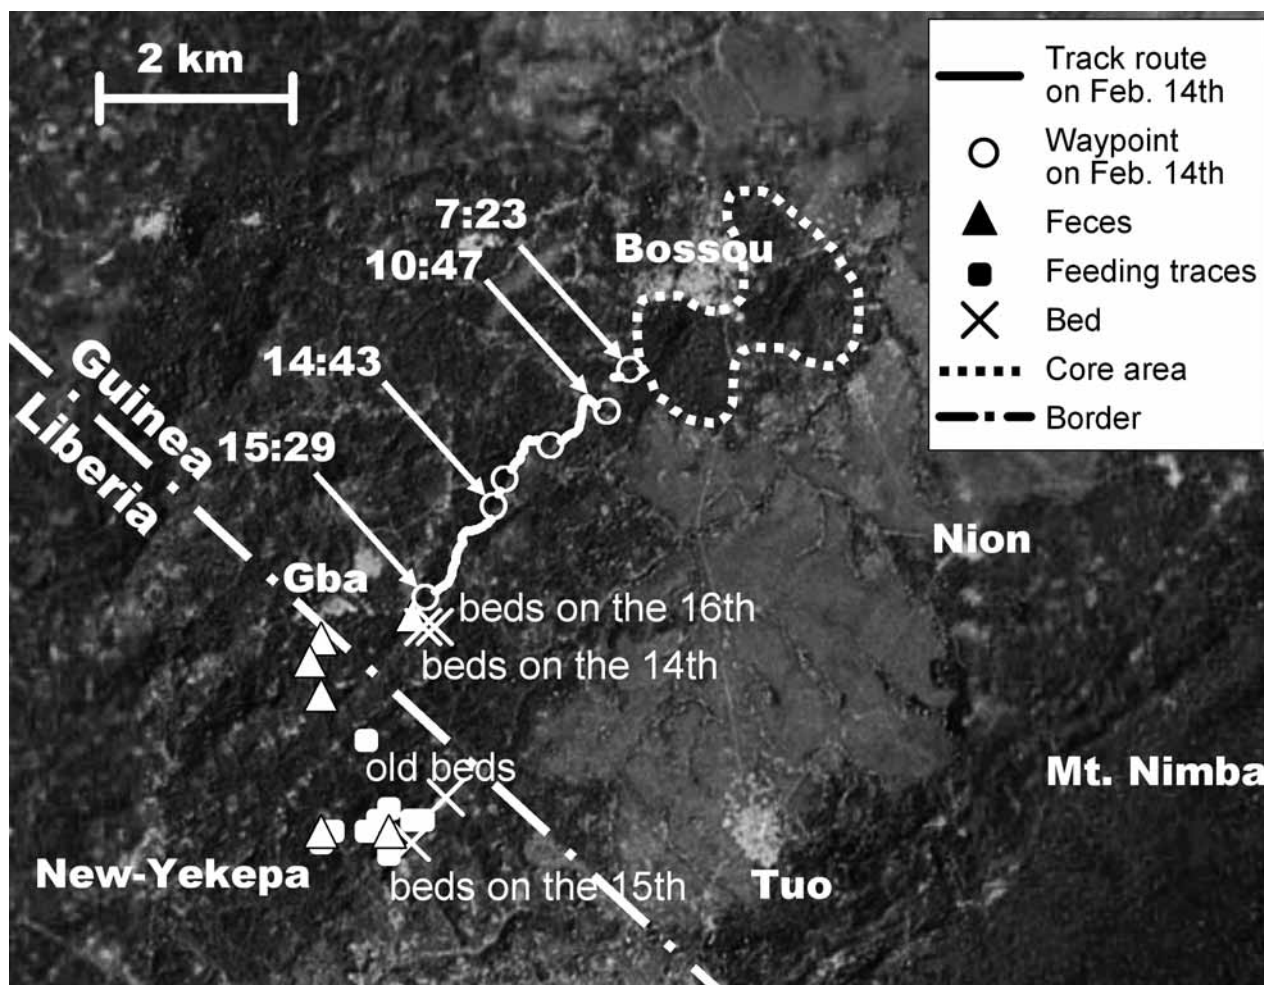 2 km
Track route
on Feb. 14th
Waypoint
on Feb. 14th
Feces
Feeding traces
Bed
Core area
Border
7:23
Bossou
10:47
14:43
Guinea
Liberia
15:29
Nion
Gba
beds on the 16th
beds on the 14th
old beds
Mt. Nimba
New-Yekepa
beds on the 15th
Tuo